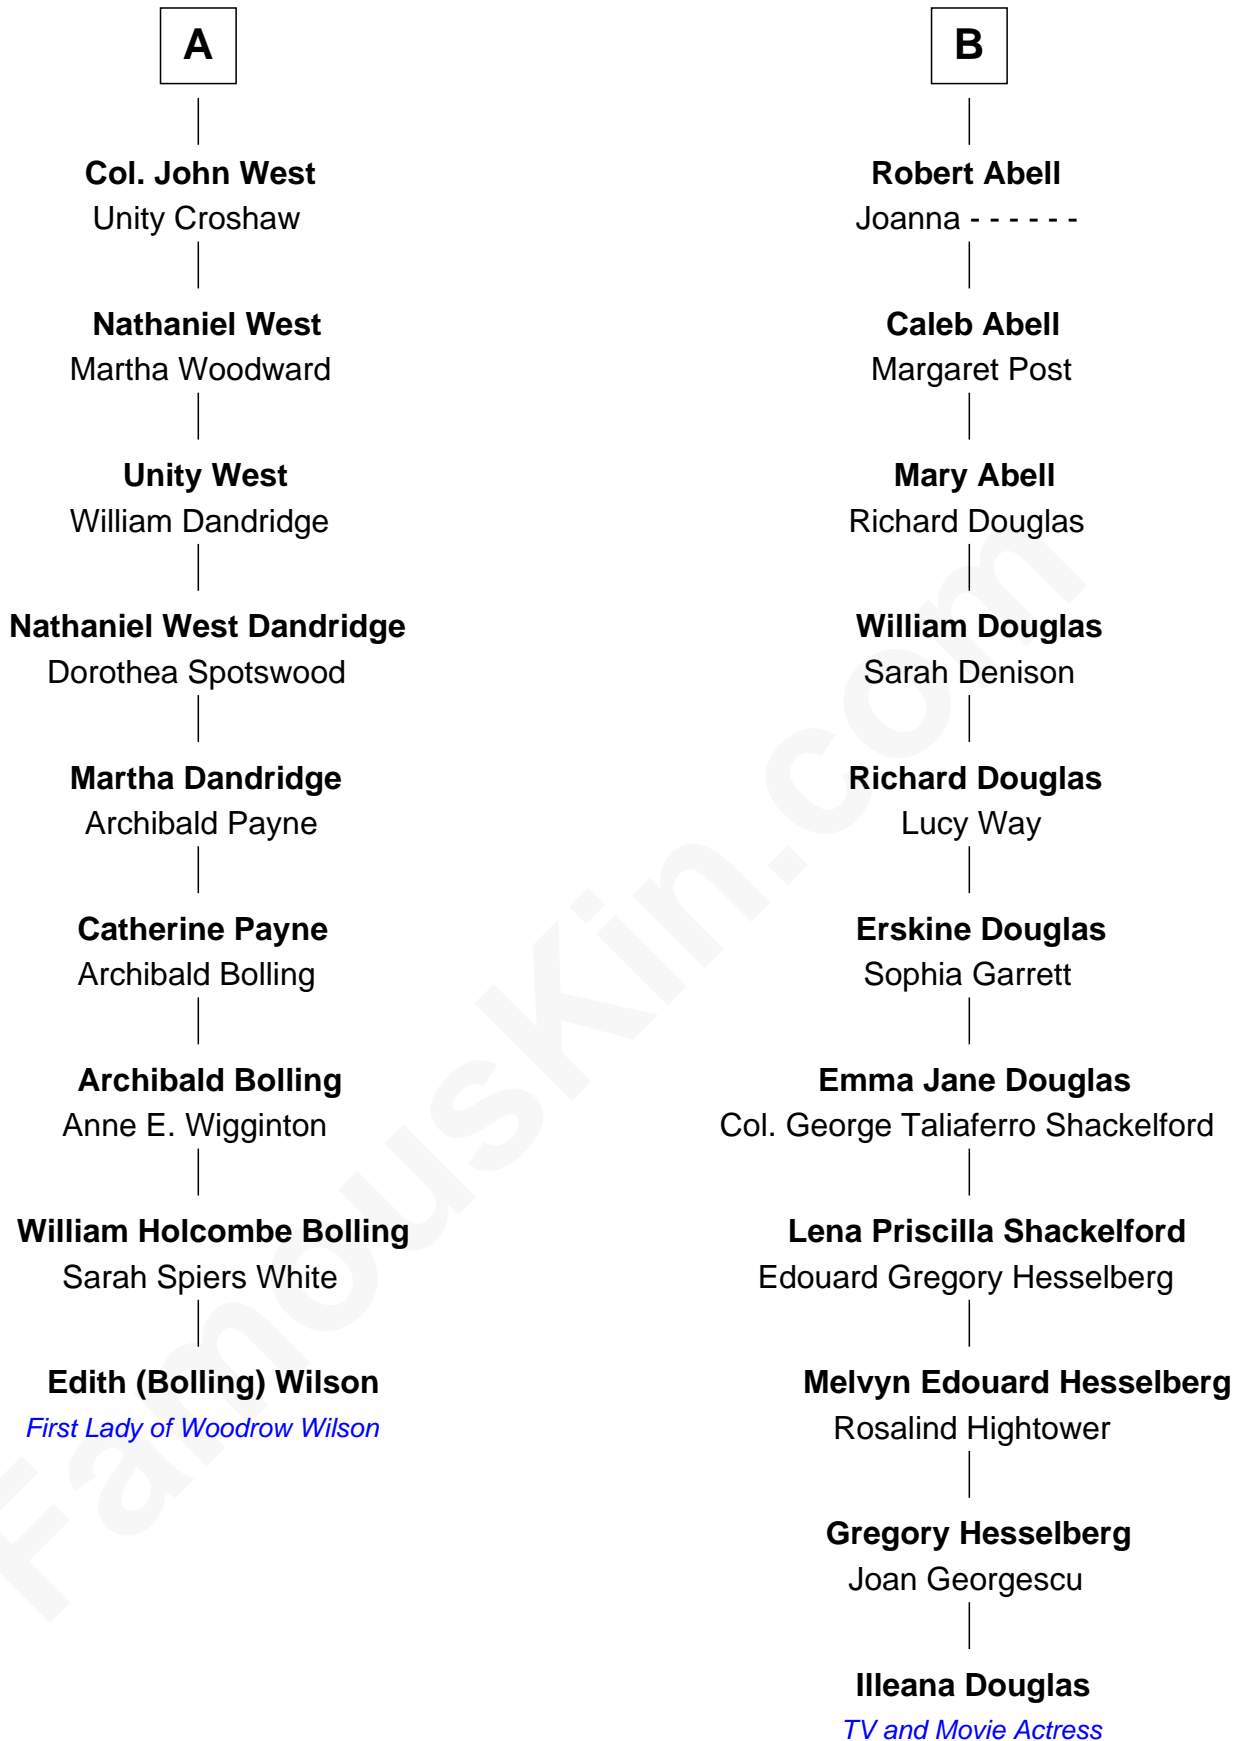 A
Col. John West
Unity Croshaw
Nathaniel West
Martha Woodward
Unity West
William Dandridge
Nathaniel West Dandridge
Dorothea Spotswood
Martha Dandridge
Archibald Payne
Catherine Payne
Archibald Bolling
Archibald Bolling
Anne E. Wigginton
William Holcombe Bolling
Sarah Spiers White
Edith (Bolling) Wilson
First Lady of Woodrow Wilson
B
Robert Abell
Joanna - - - - - -
Caleb Abell
Margaret Post
Mary Abell
Richard Douglas
William Douglas
Sarah Denison
Richard Douglas
Lucy Way
Erskine Douglas
Sophia Garrett
Emma Jane Douglas
Col. George Taliaferro Shackelford
Lena Priscilla Shackelford
Edouard Gregory Hesselberg
Melvyn Edouard Hesselberg
Rosalind Hightower
Gregory Hesselberg
Joan Georgescu
Illeana Douglas
TV and Movie Actress
FamousKin.com